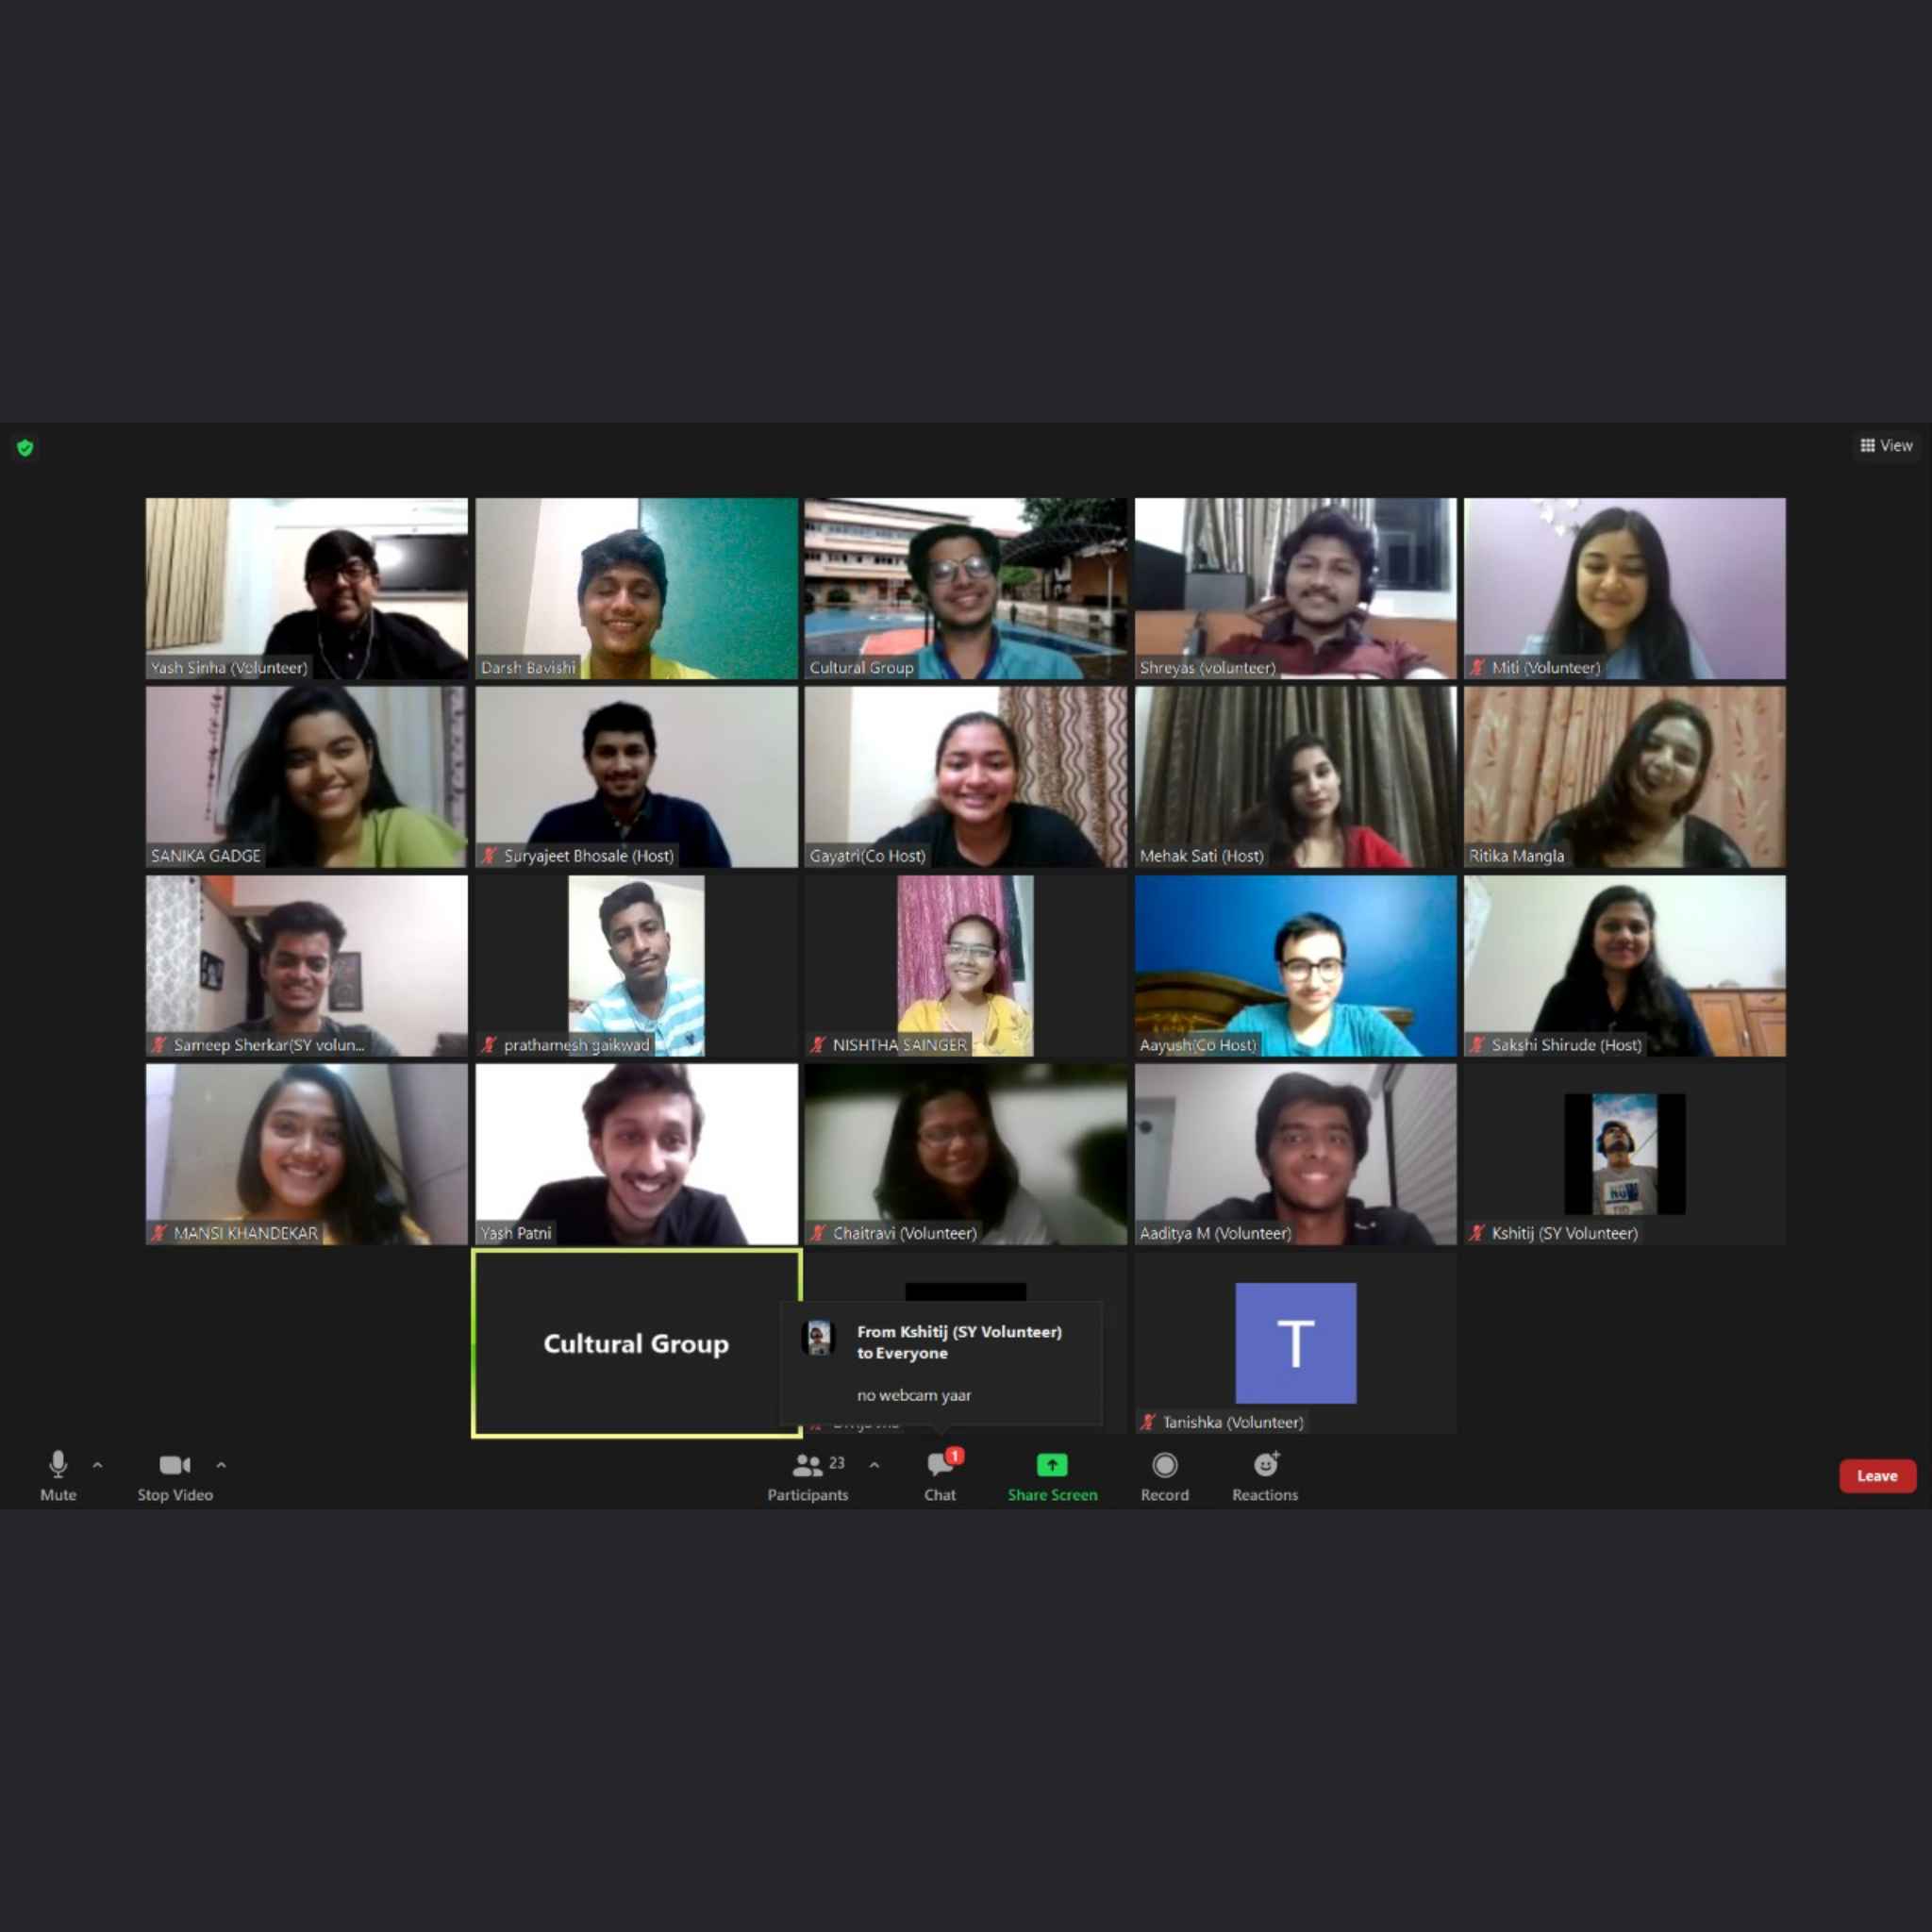 View
Yash Sinha (Volunteer)
Darsh Bavishi
Cultural Group
Shreyas (volunteer)
Miti (Volunteer)
SANIKA GADGE
Suryajeet Bhosale (Host)
Gayatri(Co Host)
Mehak Sati (Host)
Ritika Mangla
Sameep Sherkar(SY volun...
prathamesh gaikwad
NISHTHA SAINGER
Aayush(Co Host)
Sakshi Shirude (Host)
MANSI KHANDEKAR
Yash Patni
Chaitravi (Volunteer)
Aaditya M (Volunteer)
NOW
Kshitij (SY Volunteer)
Cultural Group
From Kshitij (SY Volunteer)
to Everyone
no webcam yaar
T
Tanishka (Volunteer)
Mute
Stop Video
23
Participants
1
Chat
Share Screen
Record
Reactions
Leave